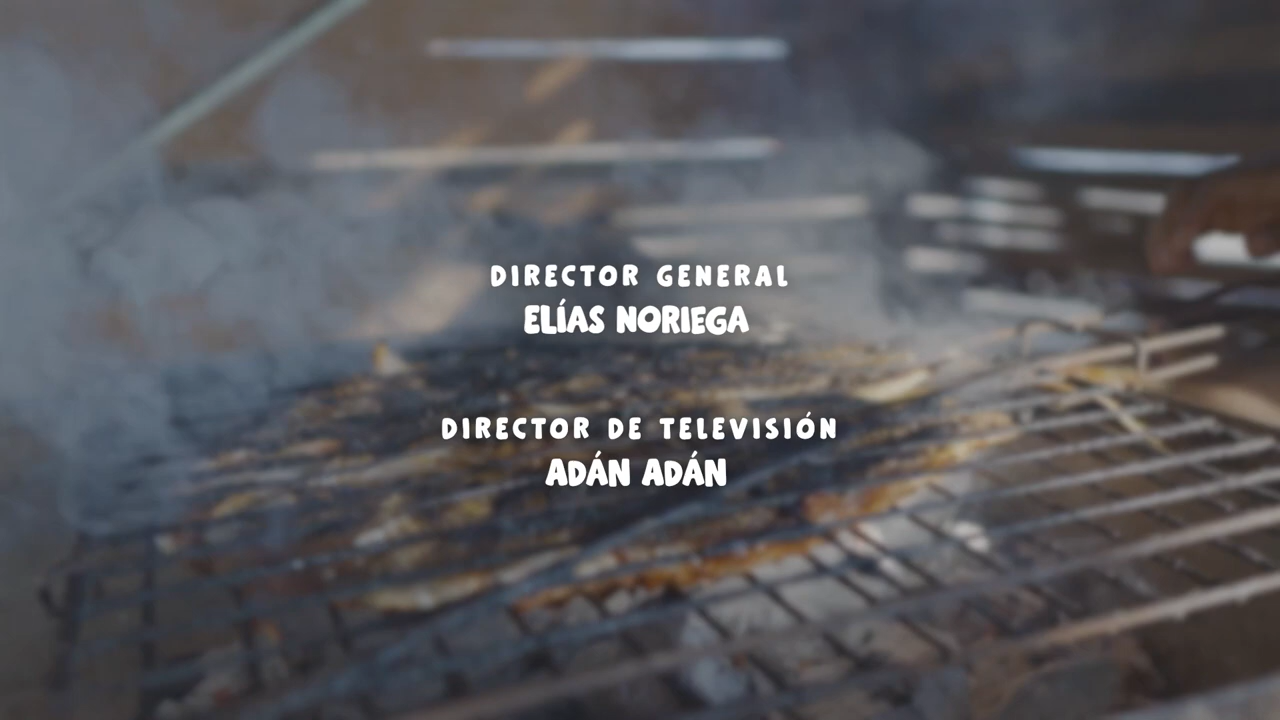 DIRECTOR GENERAL
ELÍAS NORIEGA
DIRECTOR DE TELEVISIÓN
ADÁN ADÁN